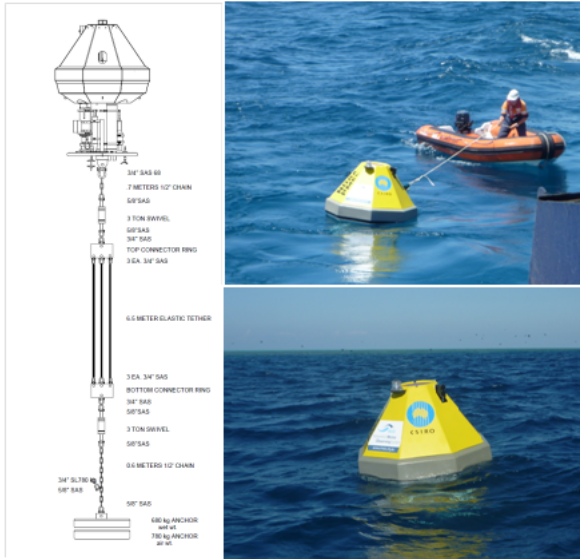 3/4" SAS 60
.7 METERS 1/2" CHAIN
5/8"SAS
3 TON SWIVEL
5/8"SAS
3/4" SAS
TOP CONNECTOR RING
3 EA. 3/4" SAS
6.5 METER ELASTIC TETHER
3 EA. 3/4" SAS
BOTTOM CONNECTOR RING
3/4" SAS
5/8"SAS
3 TON SWIVEL
5/8"SAS
0.6 METERS 1/2" CHAIN
3/4" SL780
5/8" SAS
5/8" SAS
680 kg ANCHOR
wet wt.
780 kg ANCHOR
air wt.
CSIRO